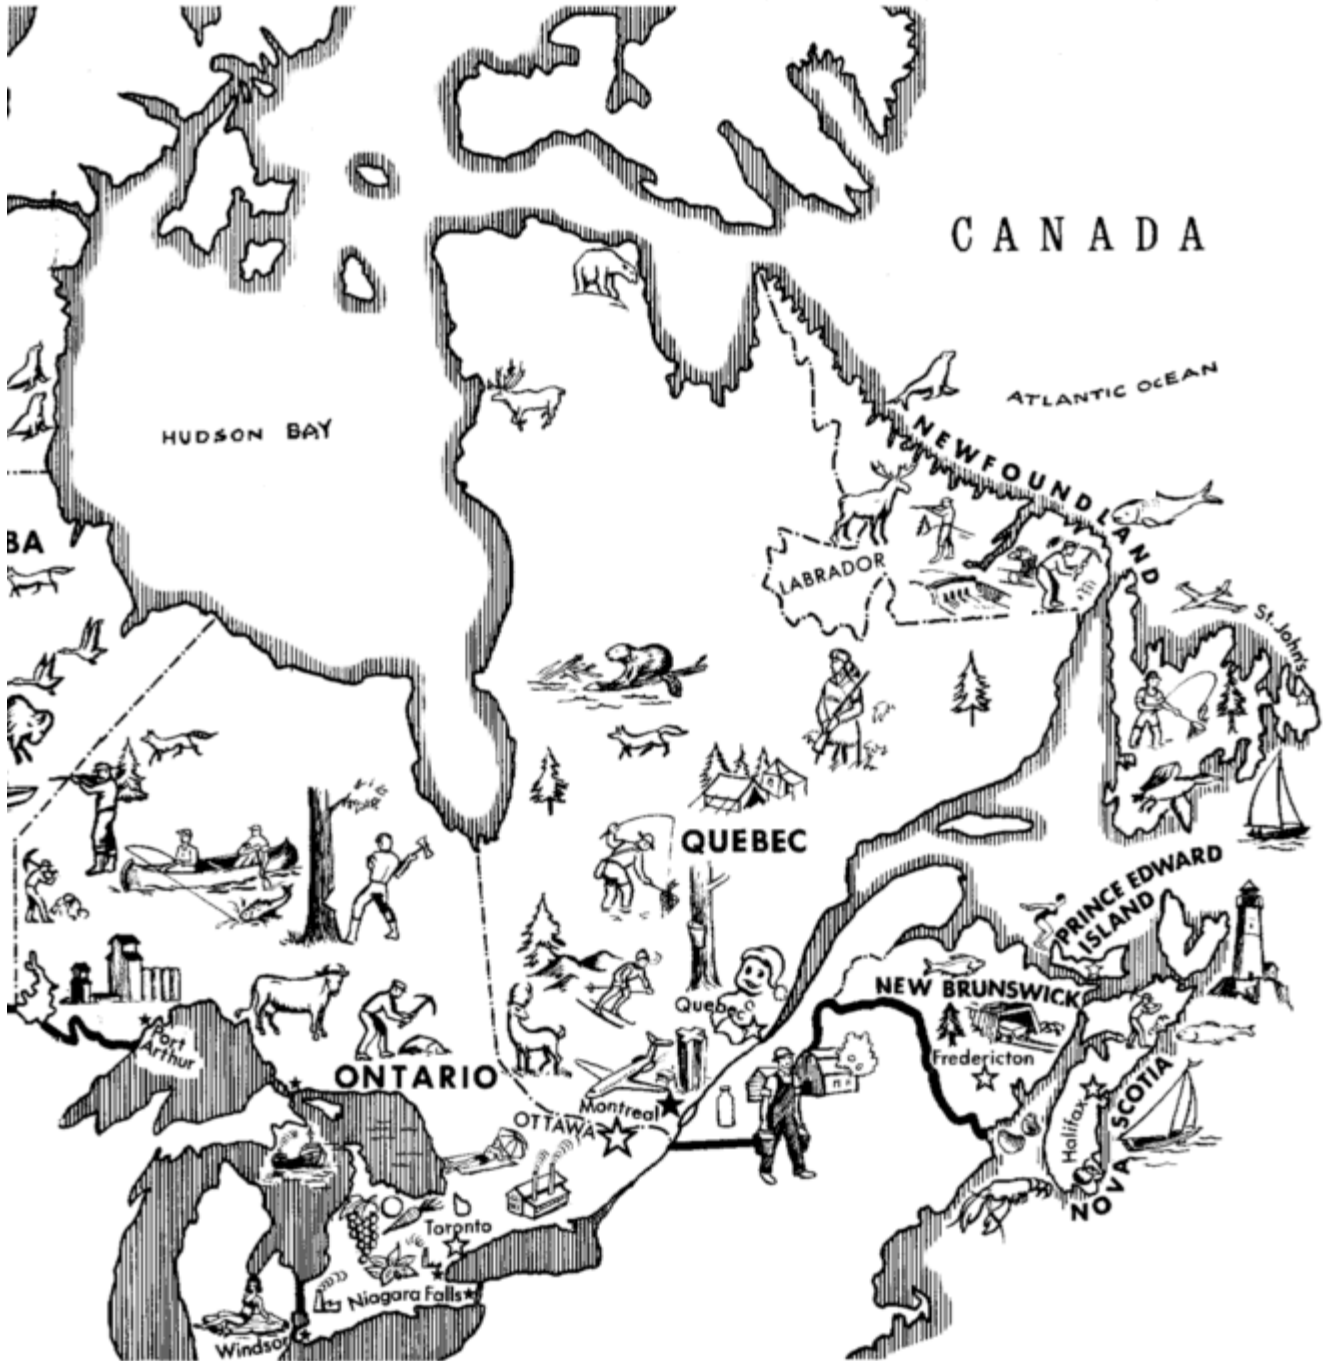 CANADA
ATLANTIC OCEAN
HUDSON BAY
NEWFOUNDLAND
BA
LABRADOR
St. John's
QUEBEC
PRINCE EDWARD
ISLAND
NEW BRUNSWICK
Quebec
Port
Arthur
Fredericton
ONTARIO
Montreal
OTTAWA
Halifax
NOVA SCOTIA
Toronto
Niagara Falls
Windsor